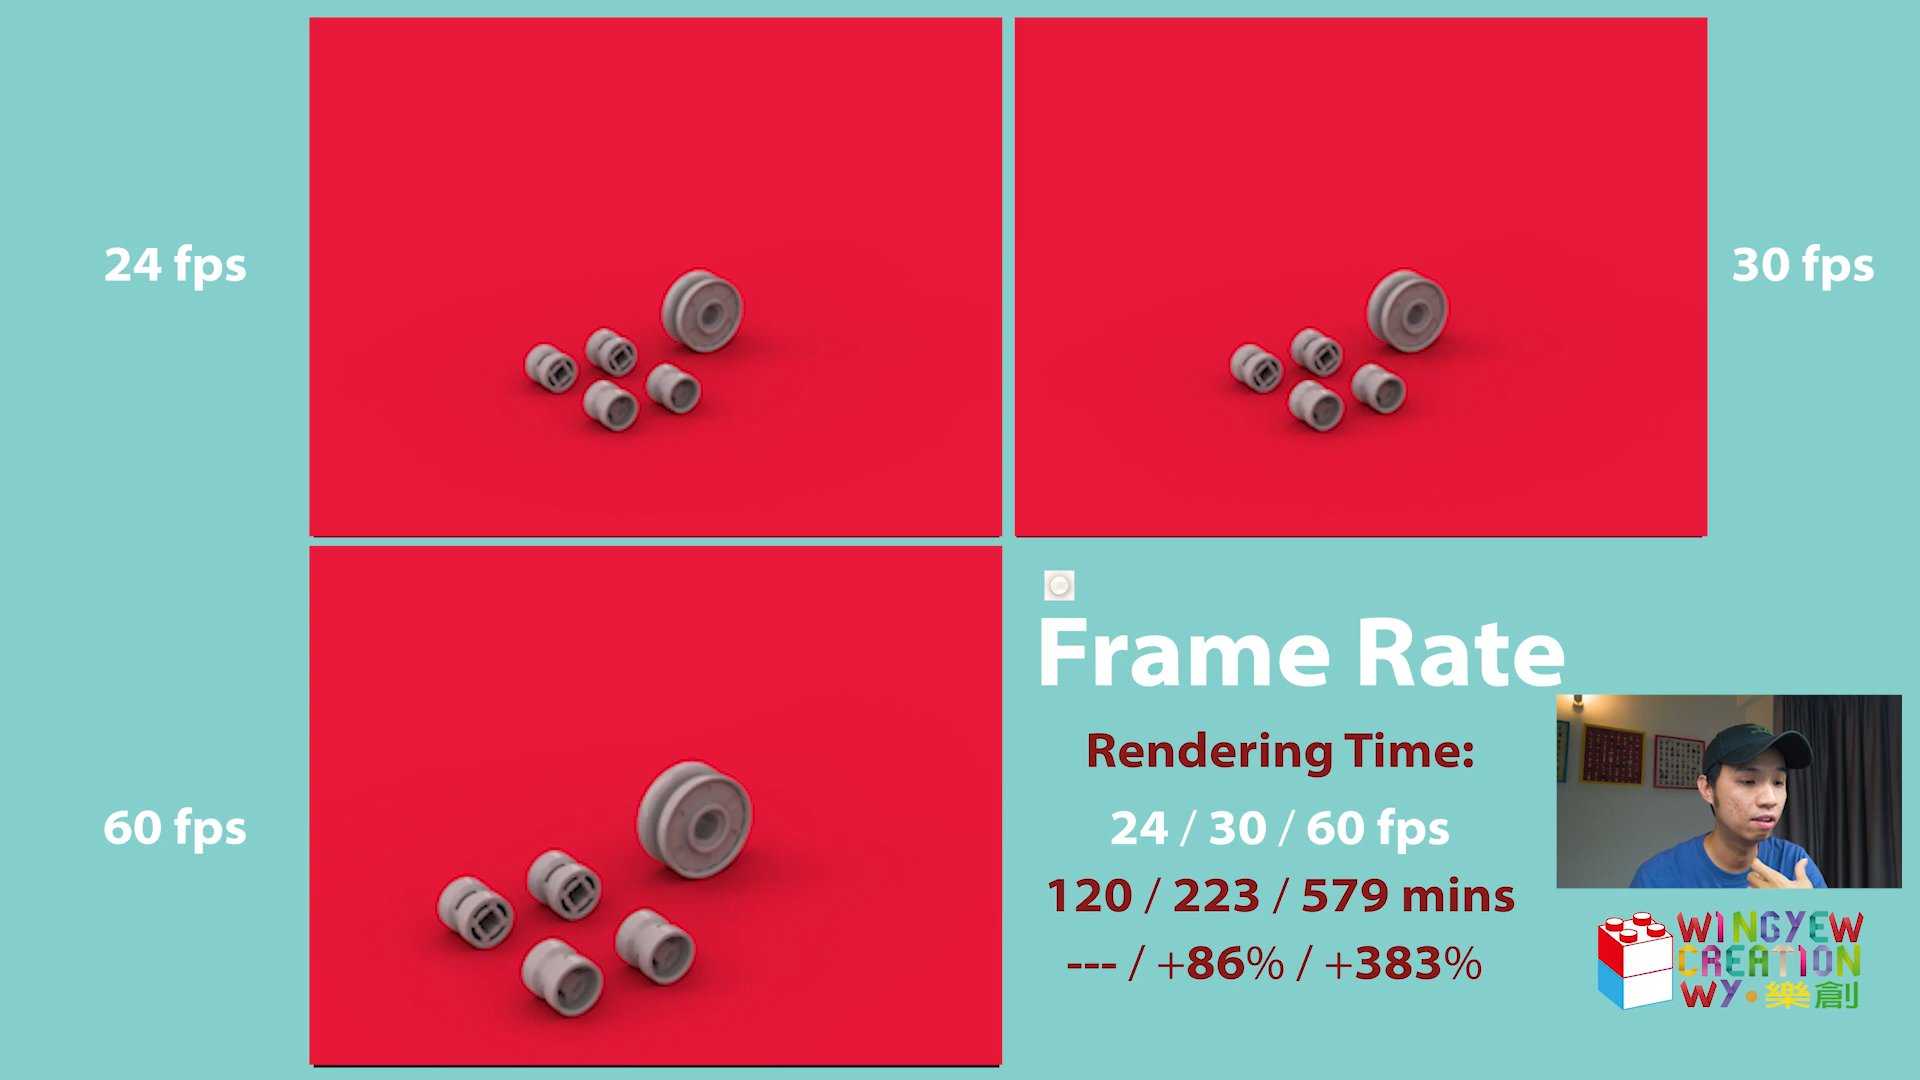 24 fps
30 fps
60 fps
Frame Rate
Rendering Time:
24 / 30 / 60 fps
120 / 223 / 579 mins
--- / +86% / +383%
WINGYEW
CREATION
WY·樂創